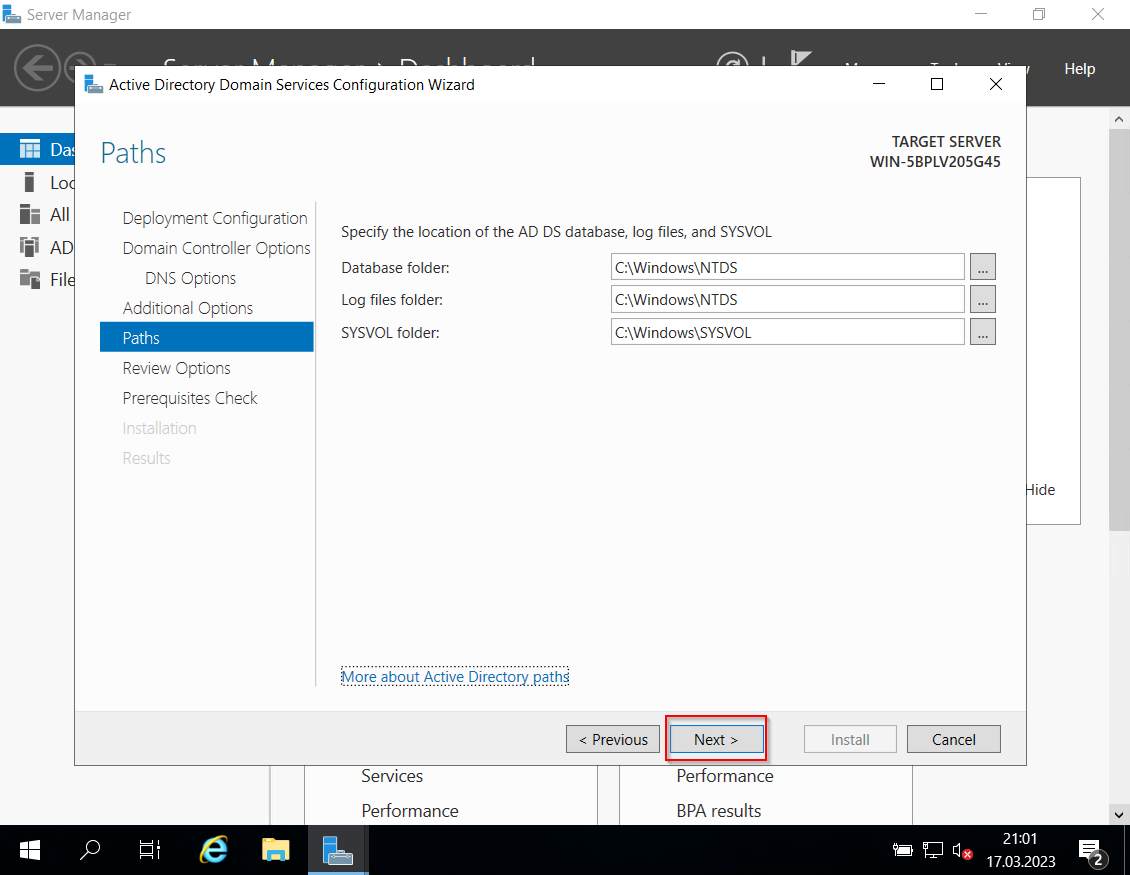 Server Manager
Help
Active Directory Domain Services Configuration Wizard
Paths
TARGET SERVER
WIN-5BPLV205G45
Das
Loc
All
AD
File
Deployment Configuration
Domain Controller Options
DNS Options
Additional Options
Paths
Review Options
Prerequisites Check
Installation
Results
Specify the location of the AD DS database, log files, and SYSVOL
Database folder: C:\Windows\NTDS ...
Log files folder: C:\Windows\NTDS ...
SYSVOL folder: C:\Windows\SYSVOL ...
Hide
More about Active Directory paths
< Previous Next > Install Cancel
Services Performance
Performance BPA results
21:01
17.03.2023
2